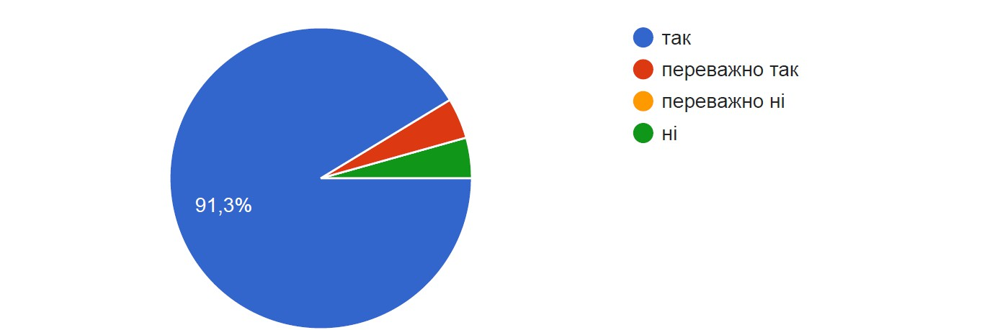 так
переважно так
переважно ні
ні
91,3%